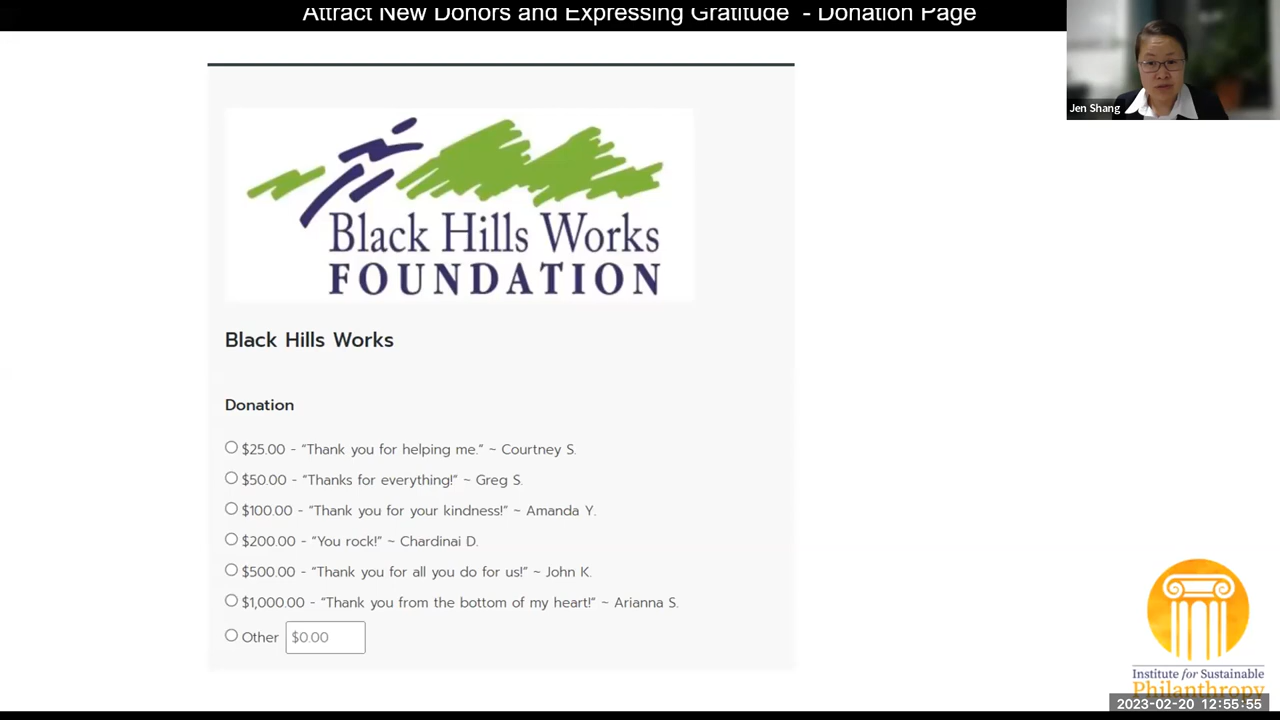 Attract New Donors and Expressing Gratitude - Donation Page
Jen Shang
Black Hills Works
FOUNDATION
Black Hills Works
Donation
$25.00 - “Thank you for helping me.” ~ Courtney S.
$50.00 - “Thanks for everything!” ~ Greg S.
$100.00 - “Thank you for your kindness!” ~ Amanda Y.
$200.00 - “You rock!” ~ Chardinai D.
$500.00 - “Thank you for all you do for us!” ~ John K.
$1,000.00 - “Thank you from the bottom of my heart!” ~ Arianna S.
Other $0.00
Institute for Sustainable
Philanthropy
2023-02-20 12:55:55